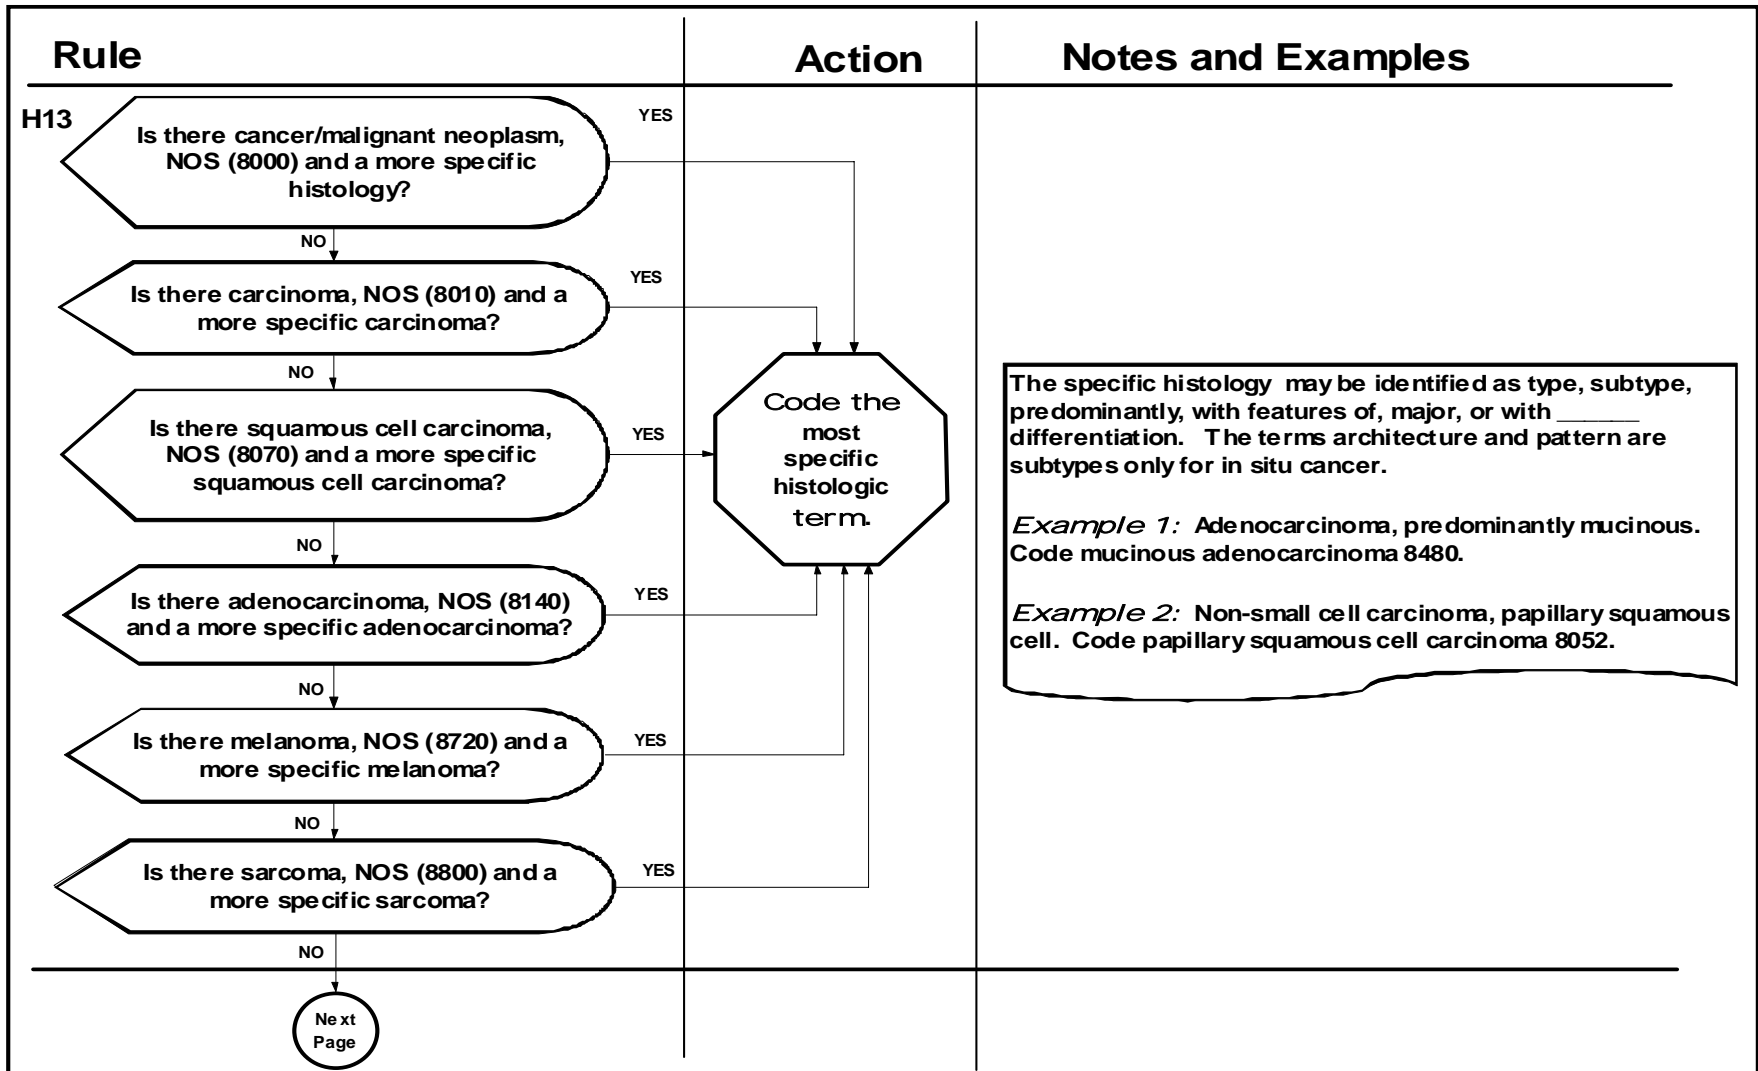 Rule
Action
Notes and Examples
H13
Is there cancer/malignant neoplasm,
NOS (8000) and a more specific
histology?
YES
NO
Is there carcinoma, NOS (8010) and a
more specific carcinoma?
YES
NO
Is there squamous cell carcinoma,
NOS (8070) and a more specific
squamous cell carcinoma?
YES
NO
Is there adenocarcinoma, NOS (8140)
and a more specific adenocarcinoma?
YES
NO
Is there melanoma, NOS (8720) and a
more specific melanoma?
YES
NO
Is there sarcoma, NOS (8800) and a
more specific sarcoma?
YES
NO
Next
Page
Code the
most
specific
histologic
term.
The specific histology may be identified as type, subtype,
predominantly, with features of, major, or with ______
differentiation. The terms architecture and pattern are
subtypes only for in situ cancer.
Example 1: Adenocarcinoma, predominantly mucinous.
Code mucinous adenocarcinoma 8480.
Example 2: Non-small cell carcinoma, papillary squamous
cell. Code papillary squamous cell carcinoma 8052.